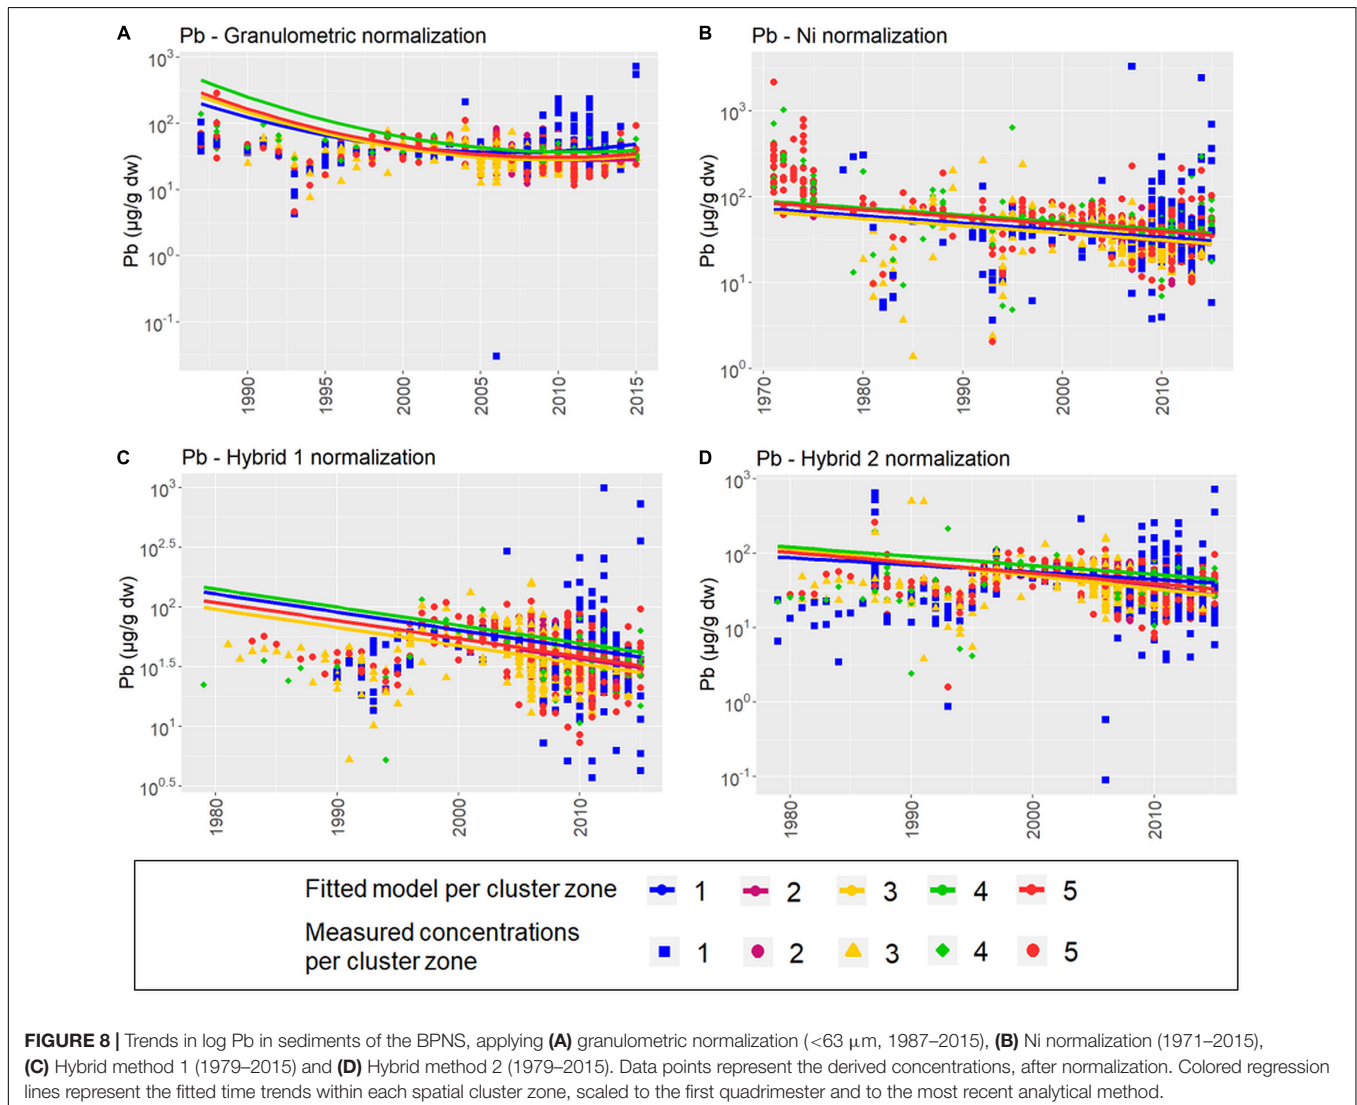 A Pb - Granulometric normalization
Pb (µg/g dw)
10³
10²
10¹
10⁰
10⁻¹
1990 1995 2000 2005 2010 2015
B Pb - Ni normalization
Pb (µg/g dw)
10³
10²
10¹
10⁰
1970 1980 1990 2000 2010
C Pb - Hybrid 1 normalization
Pb (µg/g dw)
10³
10².⁵
10²
10¹.⁵
10¹
10⁰.⁵
1980 1990 2000 2010
D Pb - Hybrid 2 normalization
Pb (µg/g dw)
10³
10²
10¹
10⁰
10⁻¹
1980 1990 2000 2010
Fitted model per cluster zone 1 2 3 4 5
Measured concentrations
per cluster zone 1 2 3 4 5
FIGURE 8 | Trends in log Pb in sediments of the BPNS, applying (A) granulometric normalization (<63 µm, 1987–2015), (B) Ni normalization (1971–2015),
(C) Hybrid method 1 (1979–2015) and (D) Hybrid method 2 (1979–2015). Data points represent the derived concentrations, after normalization. Colored regression
lines represent the fitted time trends within each spatial cluster zone, scaled to the first quadrimester and to the most recent analytical method.